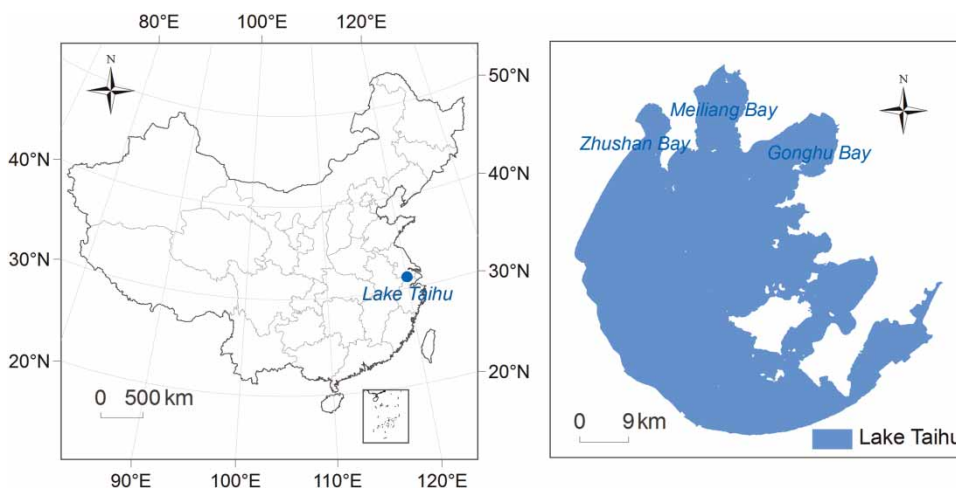 80°E 100°E 120°E
N
50°N
40°N
40°N
30°N
30°N
Lake Taihu
20°N
20°N
0 500 km
90°E 100°E 110°E 120°E
N
Meiliang Bay
Zhushan Bay
Gonghu Bay
0 9 km
Lake Taihu